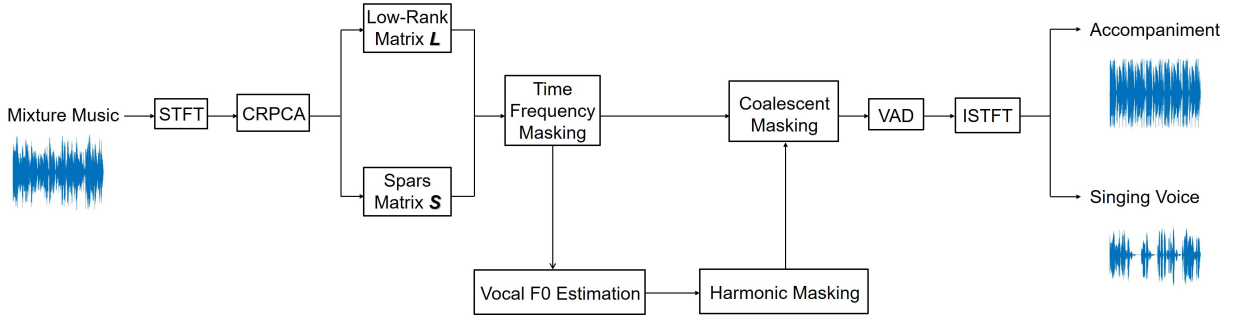 Mixture Music
STFT
CRPCA
Low-Rank
Matrix L
Spars
Matrix S
Time
Frequency
Masking
Vocal F0 Estimation
Harmonic Masking
Coalescent
Masking
VAD
ISTFT
Accompaniment
Singing Voice